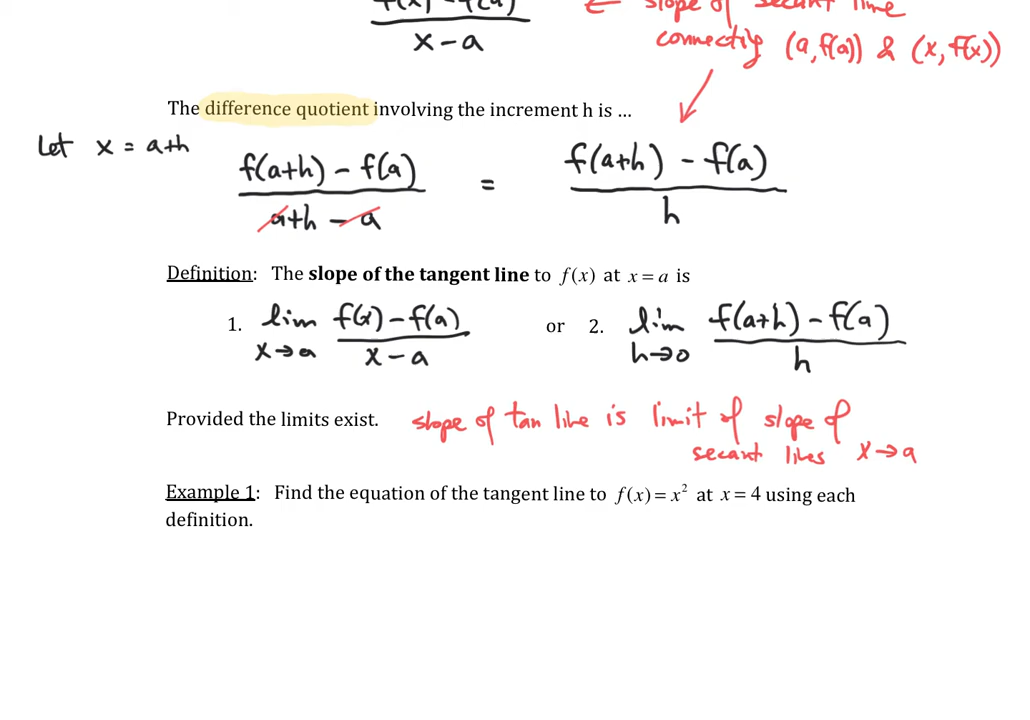 f(x) - f(a) ← slope of secant line
x - a
connecting (a, f(a)) & (x, f(x))
The difference quotient involving the increment h is ...
Let x = a+h
f(a+h) - f(a) = f(a+h) - f(a)
a+h - a
h
Definition: The slope of the tangent line to f(x) at x = a is
1. lim f(x) - f(a) or 2. lim f(a+h) - f(a)
x→a x - a h→0 h
Provided the limits exist. slope of tan line is limit of slope of
secant lines x→a
Example 1: Find the equation of the tangent line to f(x) = x² at x = 4 using each
definition.